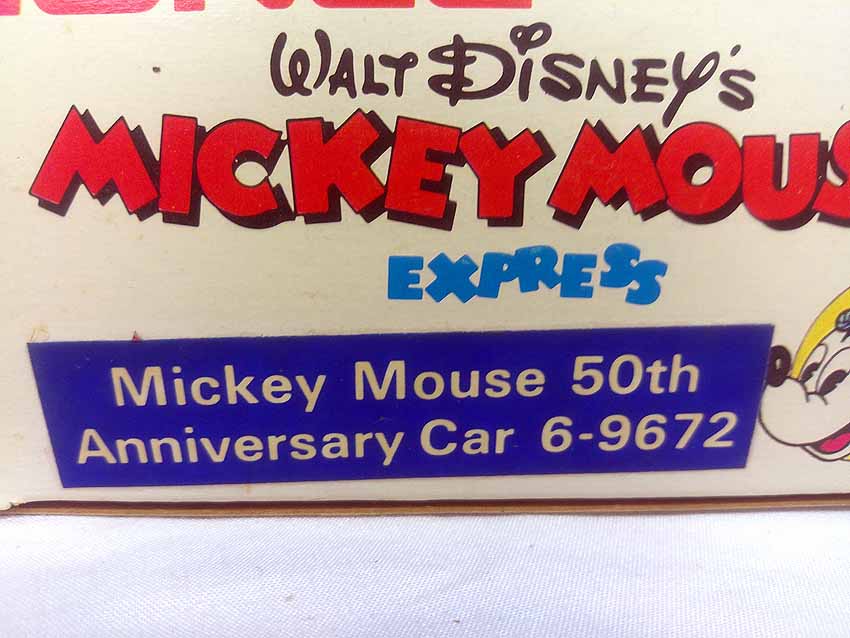 WALT DISNEY'S
MICKEY MOUS
EXPRESS
Mickey Mouse 50th
Anniversary Car 6-9672